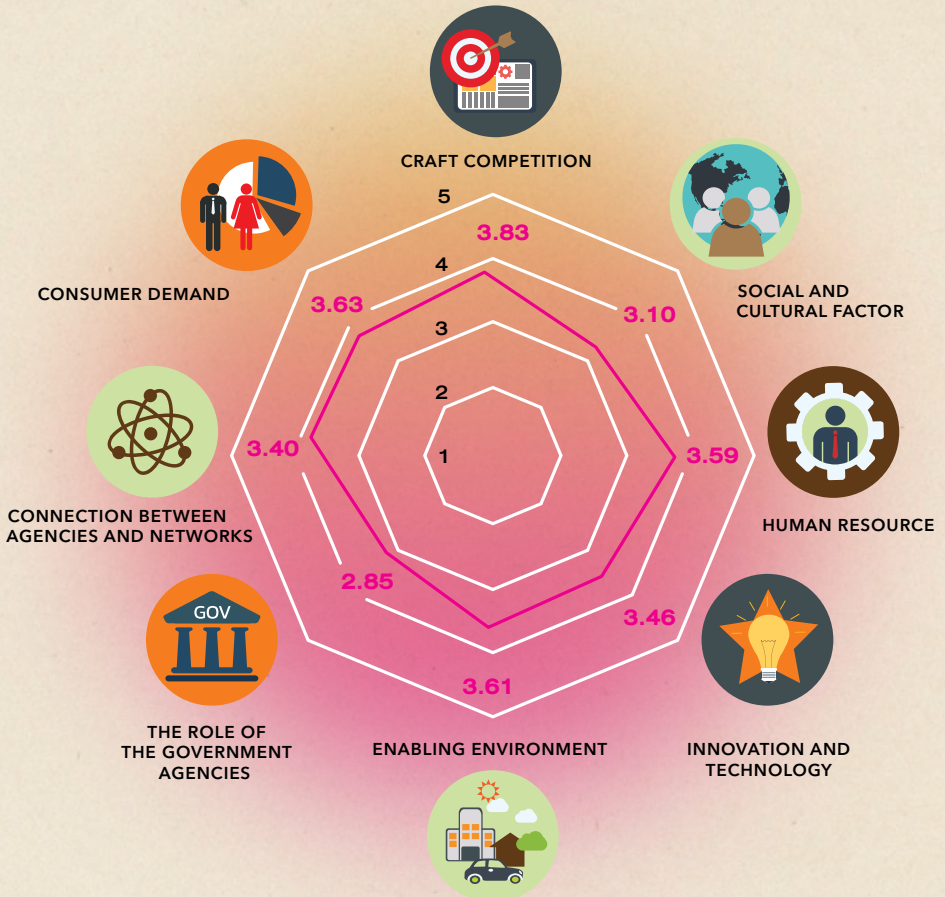 CRAFT COMPETITION
5
3.83
CONSUMER DEMAND
4
3.63
SOCIAL AND
CULTURAL FACTOR
3.10
3
2
1
3.40
3.59
CONNECTION BETWEEN
AGENCIES AND NETWORKS
HUMAN RESOURCE
2.85
3.46
GOV
3.61
THE ROLE OF
THE GOVERNMENT
AGENCIES
ENABLING ENVIRONMENT
INNOVATION AND
TECHNOLOGY